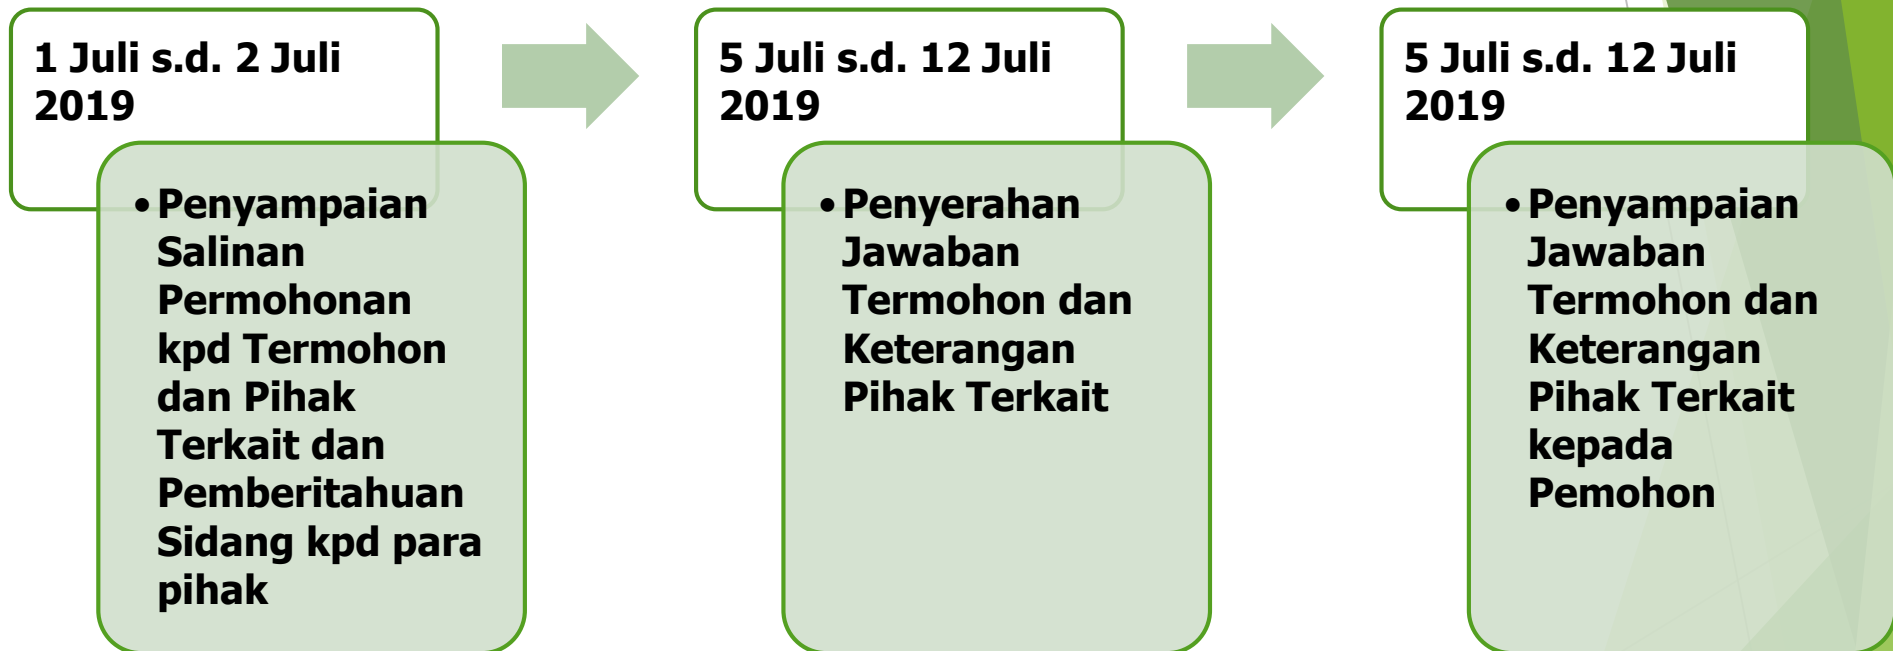 1 Juli s.d. 2 Juli
2019
•Penyampaian
Salinan
Permohonan
kpd Termohon
dan Pihak
Terkait dan
Pemberitahuan
Sidang kpd para
pihak
5 Juli s.d. 12 Juli
2019
•Penyerahan
Jawaban
Termohon dan
Keterangan
Pihak Terkait
5 Juli s.d. 12 Juli
2019
•Penyampaian
Jawaban
Termohon dan
Keterangan
Pihak Terkait
kepada
Pemohon